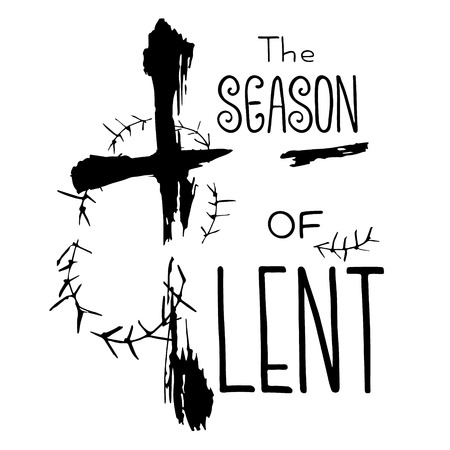 The
SEASON
OF
LENT